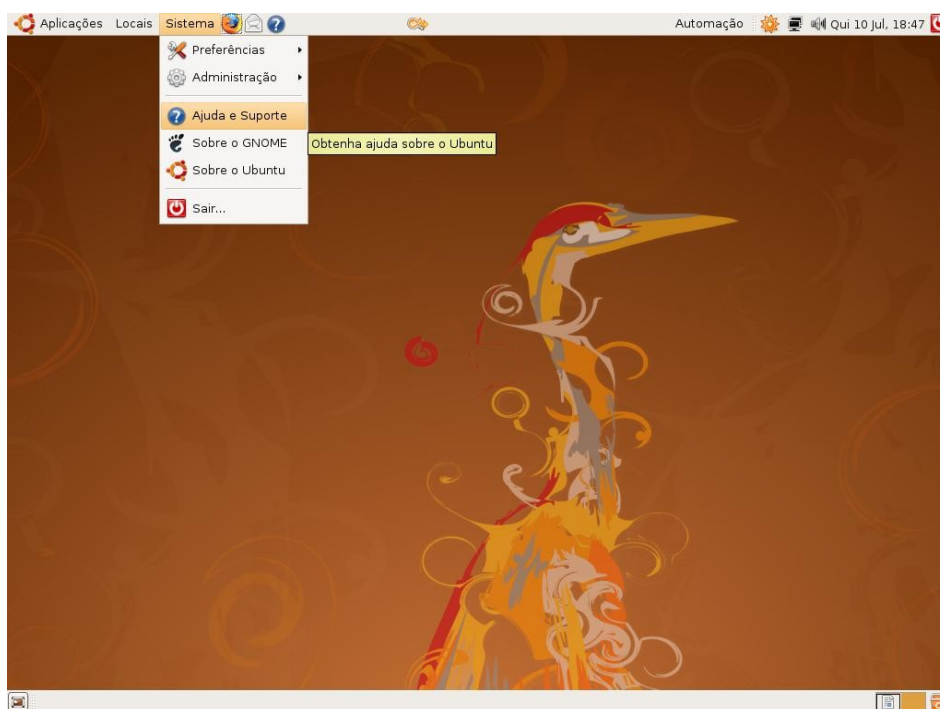 Aplicações Locais Sistema Automação Qui 10 Jul, 18:47
Preferências
Administração
Ajuda e Suporte
Sobre o GNOME
Obtenha ajuda sobre o Ubuntu
Sobre o Ubuntu
Sair...